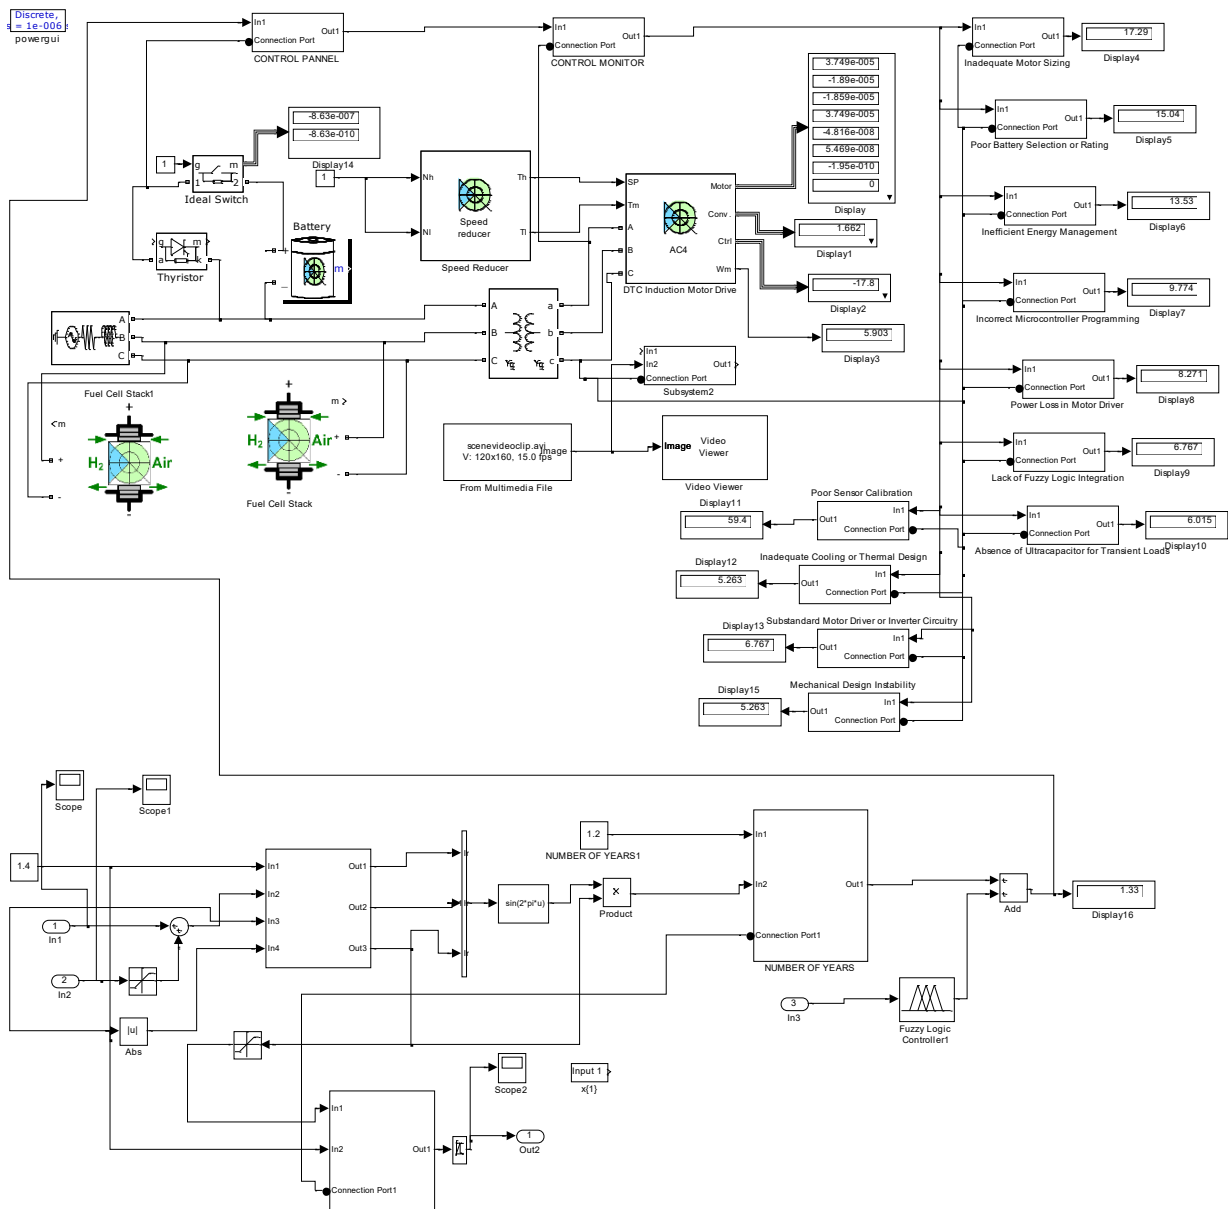 Discrete,
s = 1e-006
powergui
In1
Connection Port
Out1
CONTROL PANNEL
In1
Connection Port
Out1
CONTROL MONITOR
In1
Connection Port
Out1
Inadequate Motor Sizing
17.29
Display4
In1
Connection Port
Out1
Poor Battery Selection or Rating
15.04
Display5
In1
Connection Port
Out1
Inefficient Energy Management
13.53
Display6
In1
Connection Port
Out1
Incorrect Microcontroller Programming
9.774
Display7
In1
Connection Port
Out1
Power Loss in Motor Driver
8.271
Display8
In1
Connection Port
Out1
Lack of Fuzzy Logic Integration
6.767
Display9
In1
Connection Port
Out1
Absence of Ultracapacitor for Transient Loads
6.015
Display10
3.749e-005
-1.89e-005
-1.859e-005
3.749e-005
-4.816e-008
5.469e-008
-1.95e-010
0
Display
-8.63e-007
-8.63e-010
Display14
1
g
m
1
2
Ideal Switch
g
m
a
k
Thyristor
Battery
+
_
m
1
Nh
Nl
Th
Tl
Speed
reducer
Speed Reducer
SP
Tm
A
B
C
Motor
Conv.
Ctrl
Wm
AC4
DTC Induction Motor Drive
1.662
Display1
-17.8
Display2
5.903
Display3
A
B
C
Fuel Cell Stack1
A
B
C
a
b
c
Yg
Yg
In1
In2
Connection Port
Out1
Subsystem2
+
m
+
-
H2
Air
-
+
m
+
-
H2
Air
-
Fuel Cell Stack
scenevideoclip.avi
V: 120x160, 15.0 fps
Image
From Multimedia File
Image
Video
Viewer
Video Viewer
Poor Sensor Calibration
Display11
59.4
Out1
In1
Connection Port
Inadequate Cooling or Thermal Design
Display12
5.263
Out1
In1
Connection Port
Substandard Motor Driver or Inverter Circuitry
Display13
6.767
Out1
In1
Connection Port
Mechanical Design Instability
Display15
5.263
Out1
In1
Connection Port
Scope
Scope1
1.4
1
In1
2
In2
|u|
Abs
In1
In2
In3
In4
Out1
Out2
Out3
sin(2*pi*u)
1.2
NUMBER OF YEARS1
×
Product
In1
In2
Connection Port1
Out1
NUMBER OF YEARS
Add
1.33
Display16
3
In3
Fuzzy Logic
Controller1
Input 1
x{1}
Scope2
In1
In2
Connection Port1
Out1
1
Out2